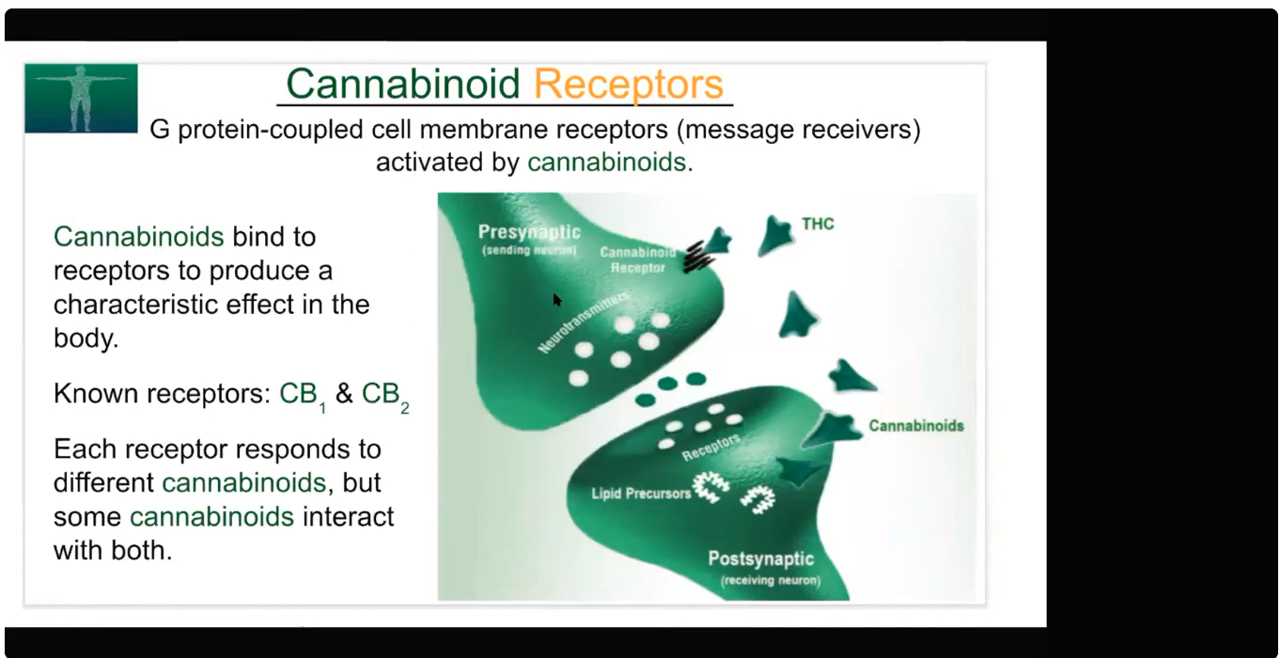 Cannabinoid Receptors
G protein-coupled cell membrane receptors (message receivers)
activated by cannabinoids.
Cannabinoids bind to
receptors to produce a
characteristic effect in the
body.
Known receptors: CB₁ & CB₂
Each receptor responds to
different cannabinoids, but
some cannabinoids interact
with both.
Presynaptic
(sending neuron)
Cannabinoid
Receptor
THC
Neurotransmitters
Cannabinoids
Receptors
Lipid Precursors
Postsynaptic
(receiving neuron)